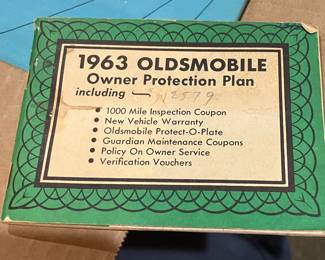 1963 OLDSMOBILE
Owner Protection Plan
including
• 1000 Mile Inspection Coupon
• New Vehicle Warranty
• Oldsmobile Protect-O-Plate
• Guardian Maintenance Coupons
• Policy On Owner Service
• Verification Vouchers